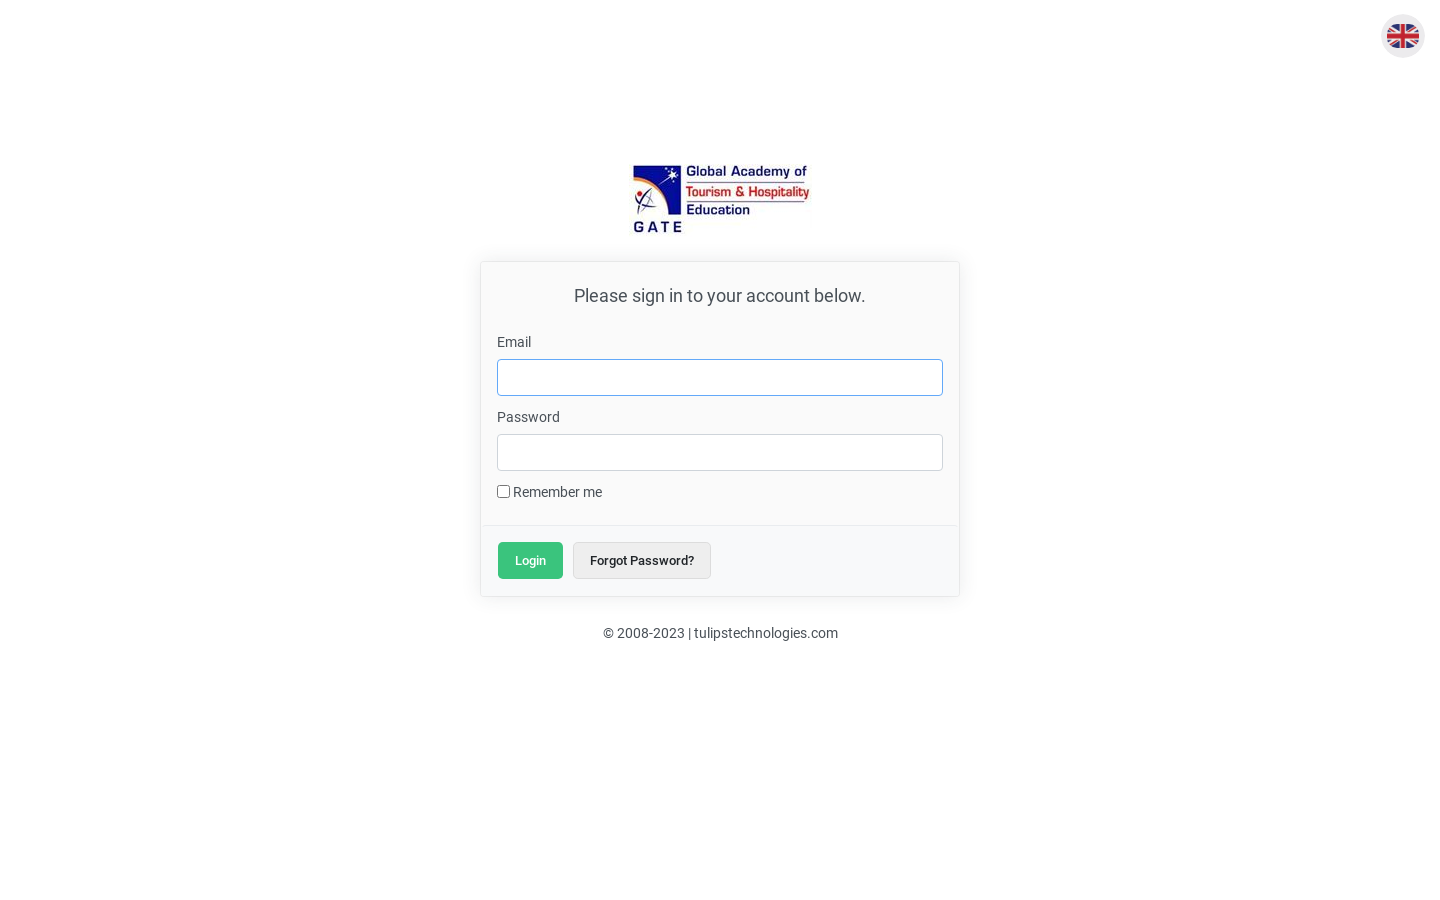 Global Academy of
Tourism & Hospitality
Education
GATE
Please sign in to your account below.
Email
Password
Remember me
Login
Forgot Password?
© 2008-2023 | tulipstechnologies.com